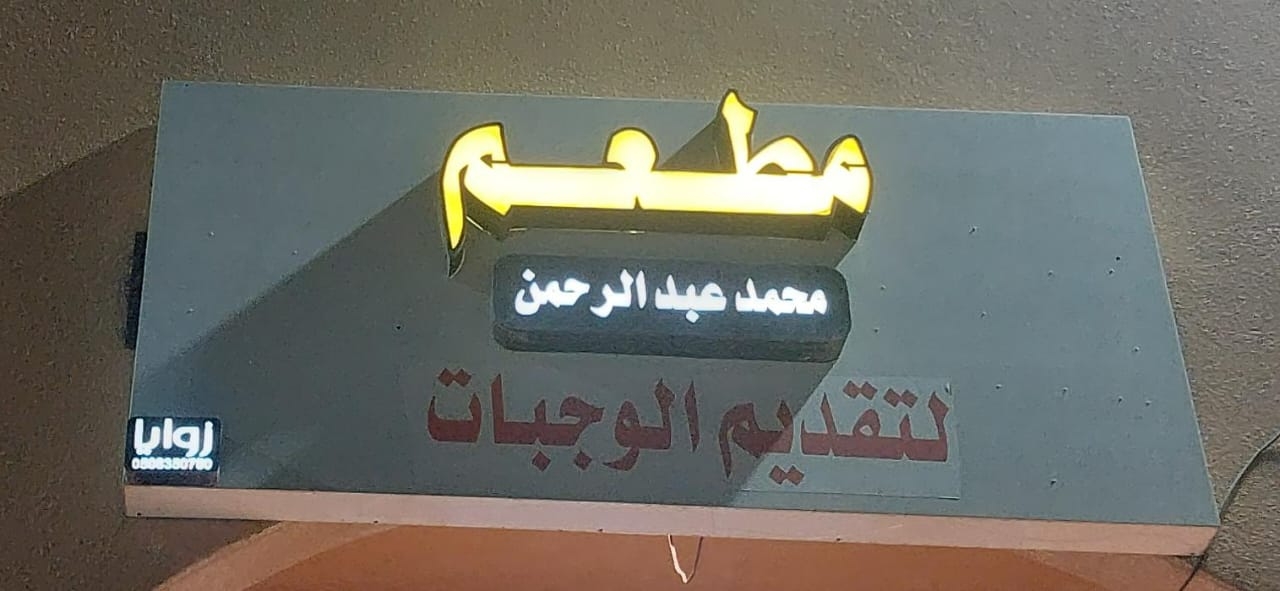 مطعم
محمد عبد الرحمن
لتقديم الوجبات
زوايا